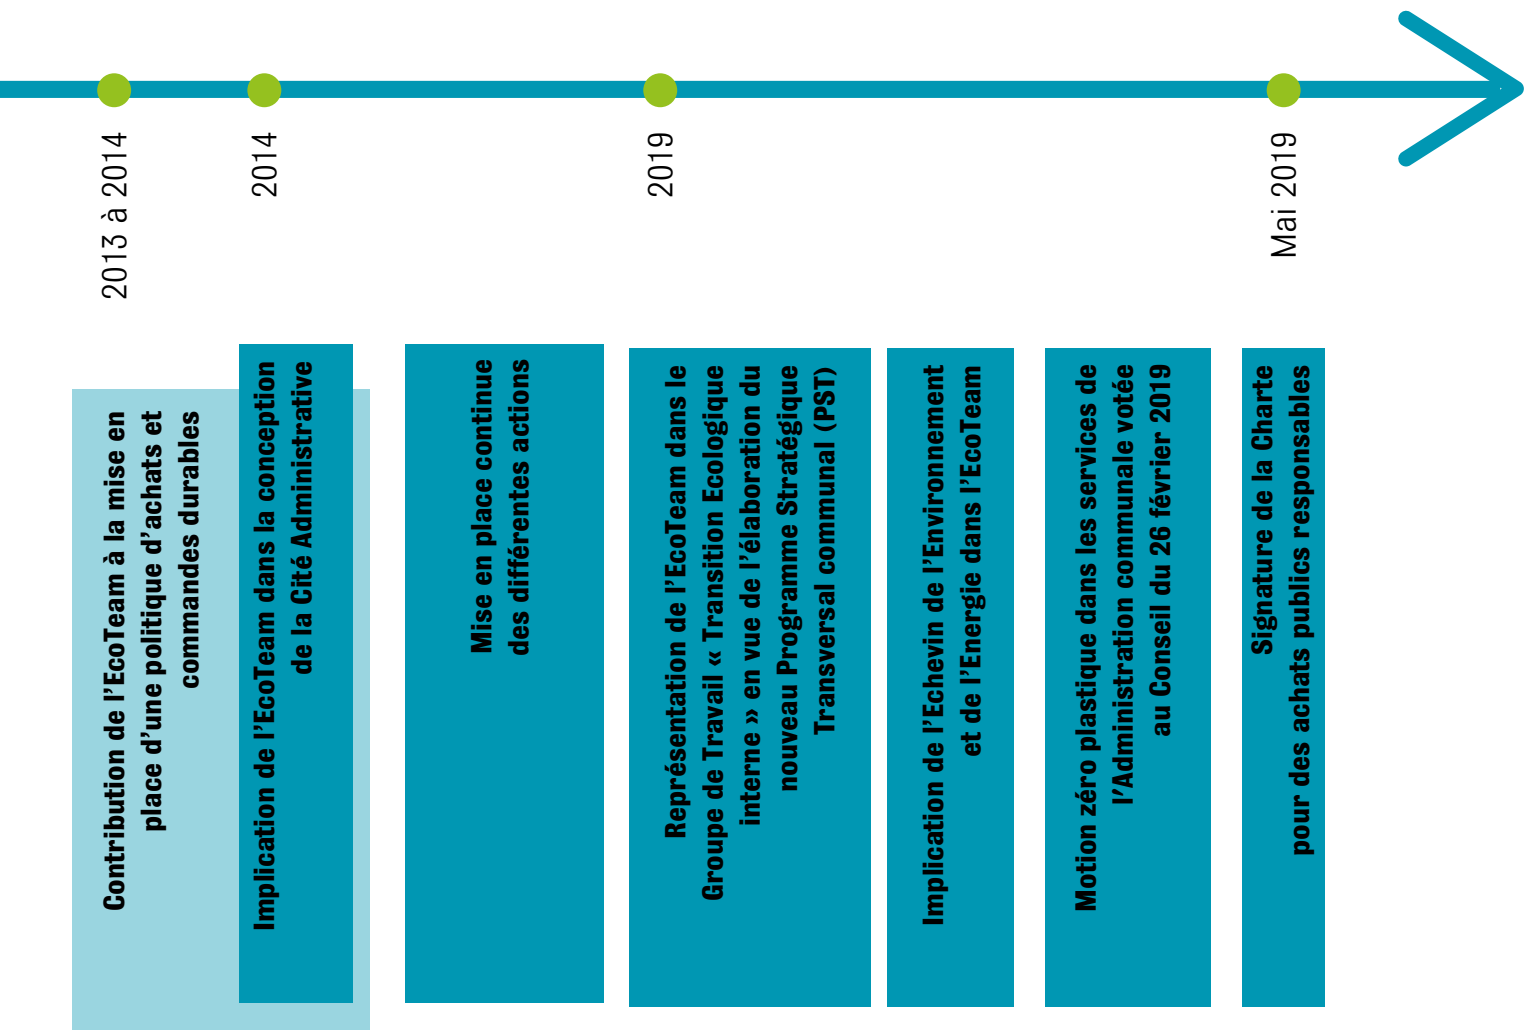 2013 à 2014
2014
2019
Mai 2019
Contribution de l'EcoTeam à la mise en
place d'une politique d'achats et
commandes durables
Implication de l'EcoTeam dans la conception
de la Cité Administrative
Mise en place continue
des différentes actions
Représentation de l'EcoTeam dans le
Groupe de Travail « Transition Ecologique
interne » en vue de l'élaboration du
nouveau Programme Stratégique
Transversal communal (PST)
Implication de l'Echevin de l'Environnement
et de l'Energie dans l'EcoTeam
Motion zéro plastique dans les services de
l'Administration communale votée
au Conseil du 26 février 2019
Signature de la Charte
pour des achats publics responsables